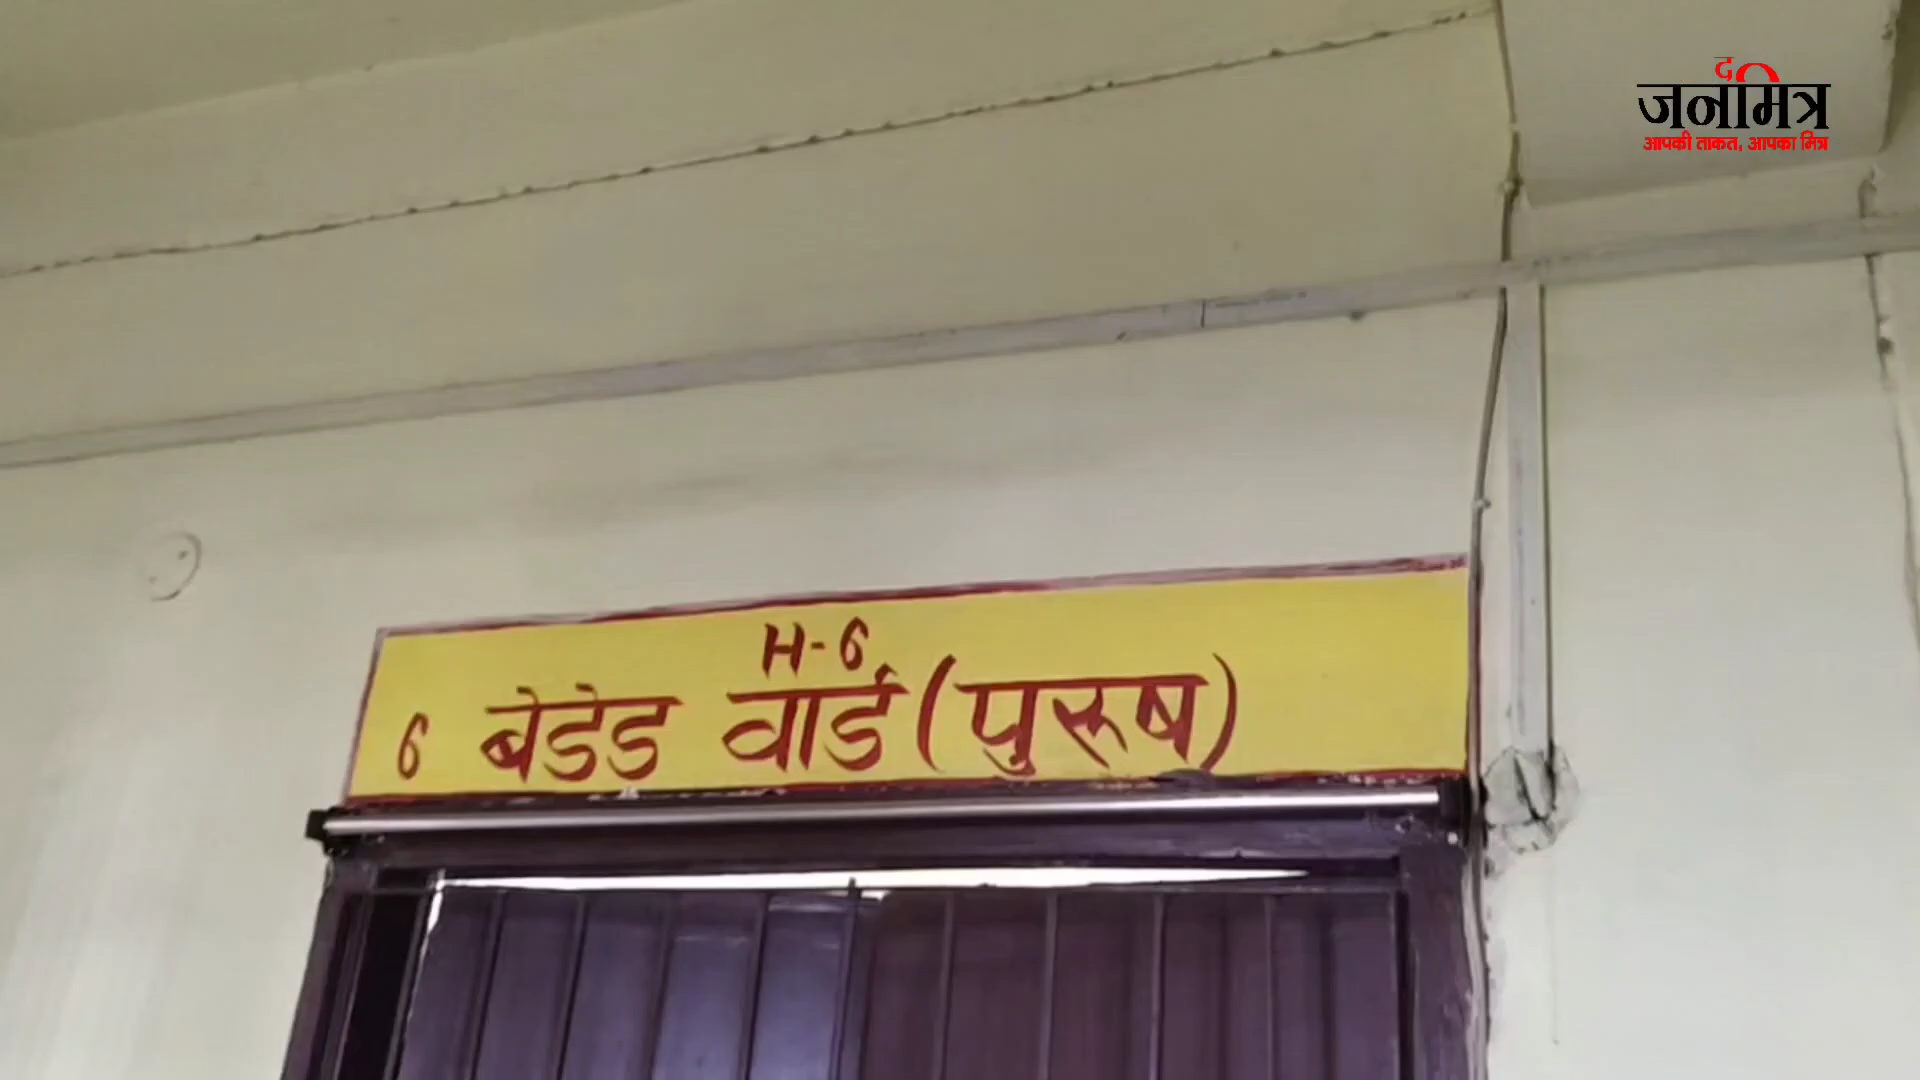 द
जनमित्र
आपकी ताकत, आपका मित्र
H-6
6 बेडेड वार्ड (पुरूष)